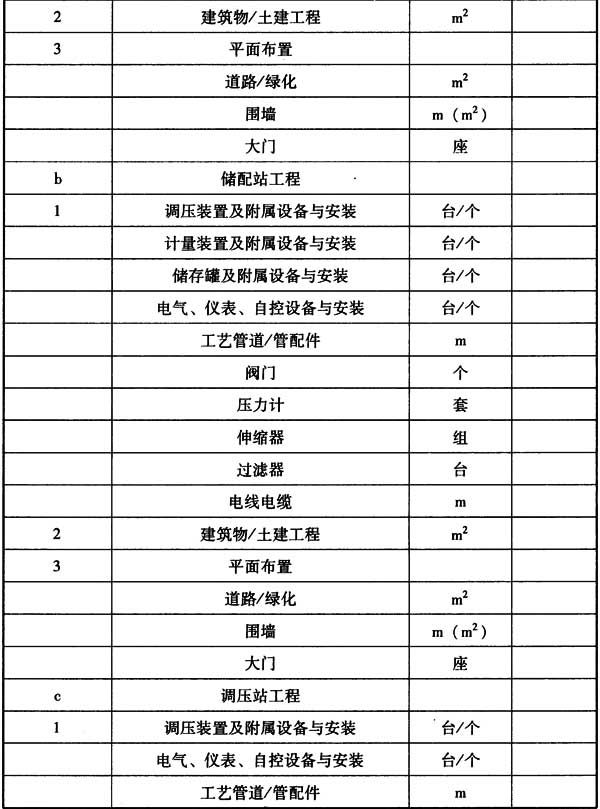 2 建筑物/土建工程 m²
3 平面布置
道路/绿化 m²
围墙 m（m²）
大门 座
b 储配站工程
1 调压装置及附属设备与安装 台/个
计量装置及附属设备与安装 台/个
储存罐及附属设备与安装 台/个
电气、仪表、自控设备与安装 台/个
工艺管道/管配件 m
阀门 个
压力计 套
伸缩器 组
过滤器 台
电线电缆 m
2 建筑物/土建工程 m²
3 平面布置
道路/绿化 m²
围墙 m（m²）
大门 座
c 调压站工程
1 调压装置及附属设备与安装 台/个
电气、仪表、自控设备与安装 台/个
工艺管道/管配件 m